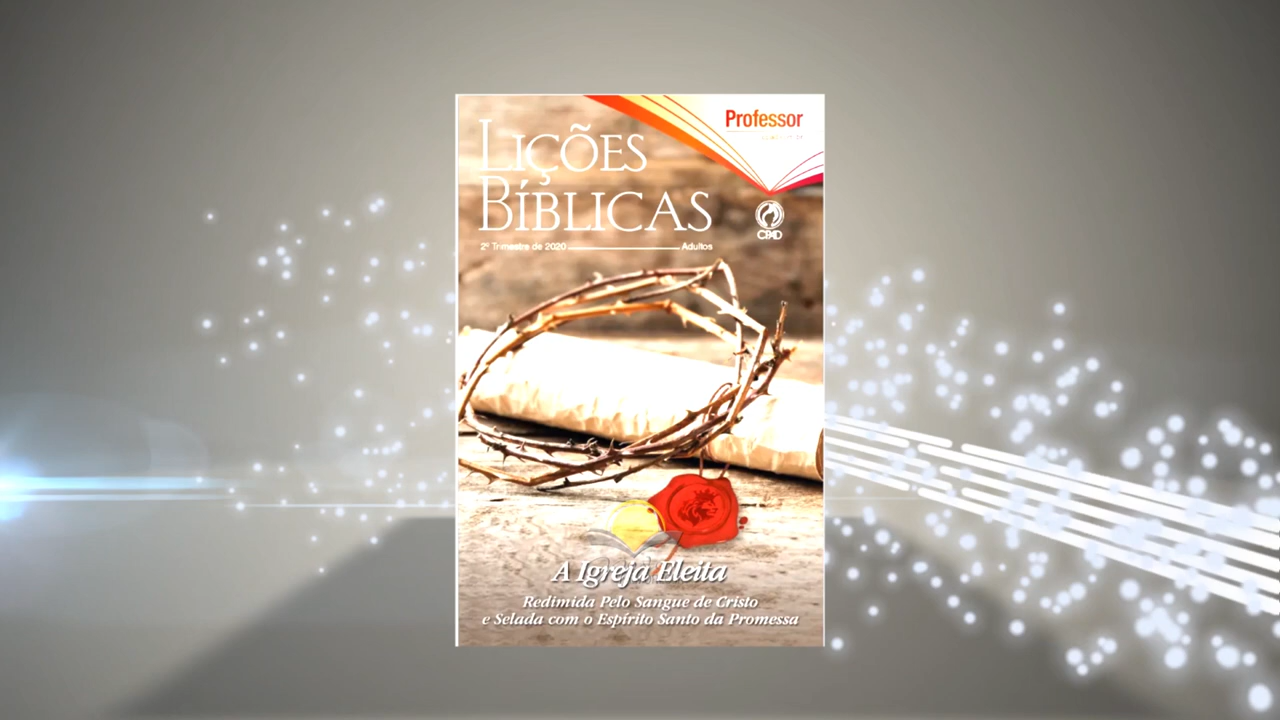 Professor
LIÇÕES
BÍBLICAS
CPAD
2º Trimestre de 2020 Adultos
A Igreja Eleita
Redimida Pelo Sangue de Cristo
e Selada com o Espírito Santo da Promessa